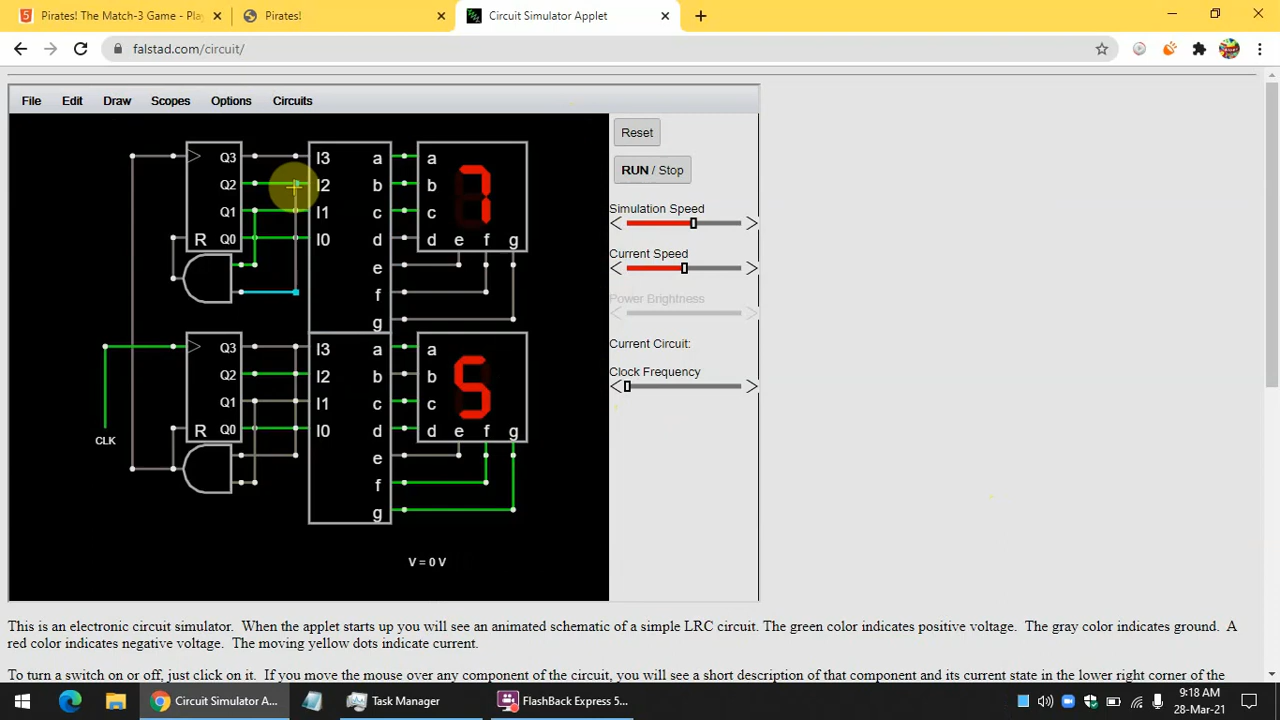 Pirates! The Match-3 Game - Pla
Pirates!
Circuit Simulator Applet
falstad.com/circuit/
File Edit Draw Scopes Options Circuits
Reset
RUN / Stop
Simulation Speed
Current Speed
Power Brightness
Current Circuit:
Clock Frequency
Q3 I3 a a
Q2 I2 b b
Q1 I1 c c
R Q0 I0 d d e f g
e
f
g
7
Q3 I3 a a
Q2 I2 b b
Q1 I1 c c
R Q0 I0 d d e f g
e
f
g
5
CLK
V = 0 V
This is an electronic circuit simulator. When the applet starts up you will see an animated schematic of a simple LRC circuit. The green color indicates positive voltage. The gray color indicates ground. A
red color indicates negative voltage. The moving yellow dots indicate current.
To turn a switch on or off, just click on it. If you move the mouse over any component of the circuit, you will see a short description of that component and its current state in the lower right corner of the
Circuit Simulator A...
Task Manager
FlashBack Express 5...
9:18 AM
28-Mar-21